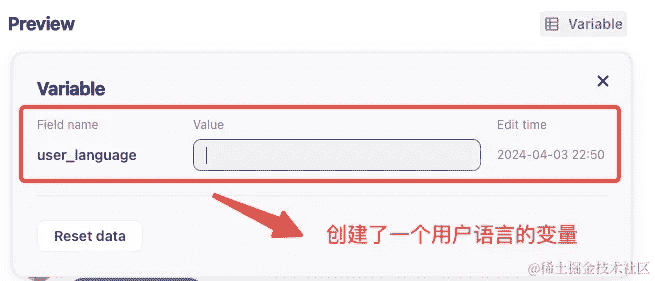 Preview
Variable
Variable
Field name Value Edit time
user_language 2024-04-03 22:50
Reset data
创建了一个用户语言的变量
@稀土掘金技术社区